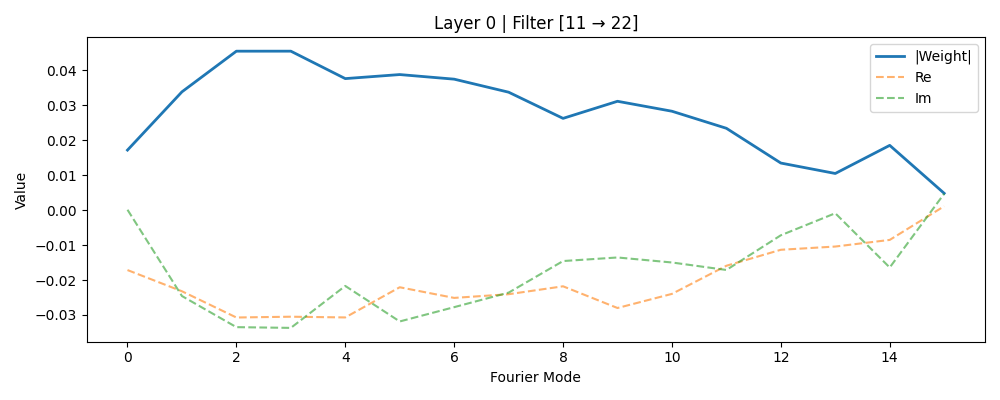 Layer 0 | Filter [11 → 22]
|Weight|
Re
Im
Value
0.04
0.03
0.02
0.01
0.00
−0.01
−0.02
−0.03
0 2 4 6 8 10 12 14
Fourier Mode